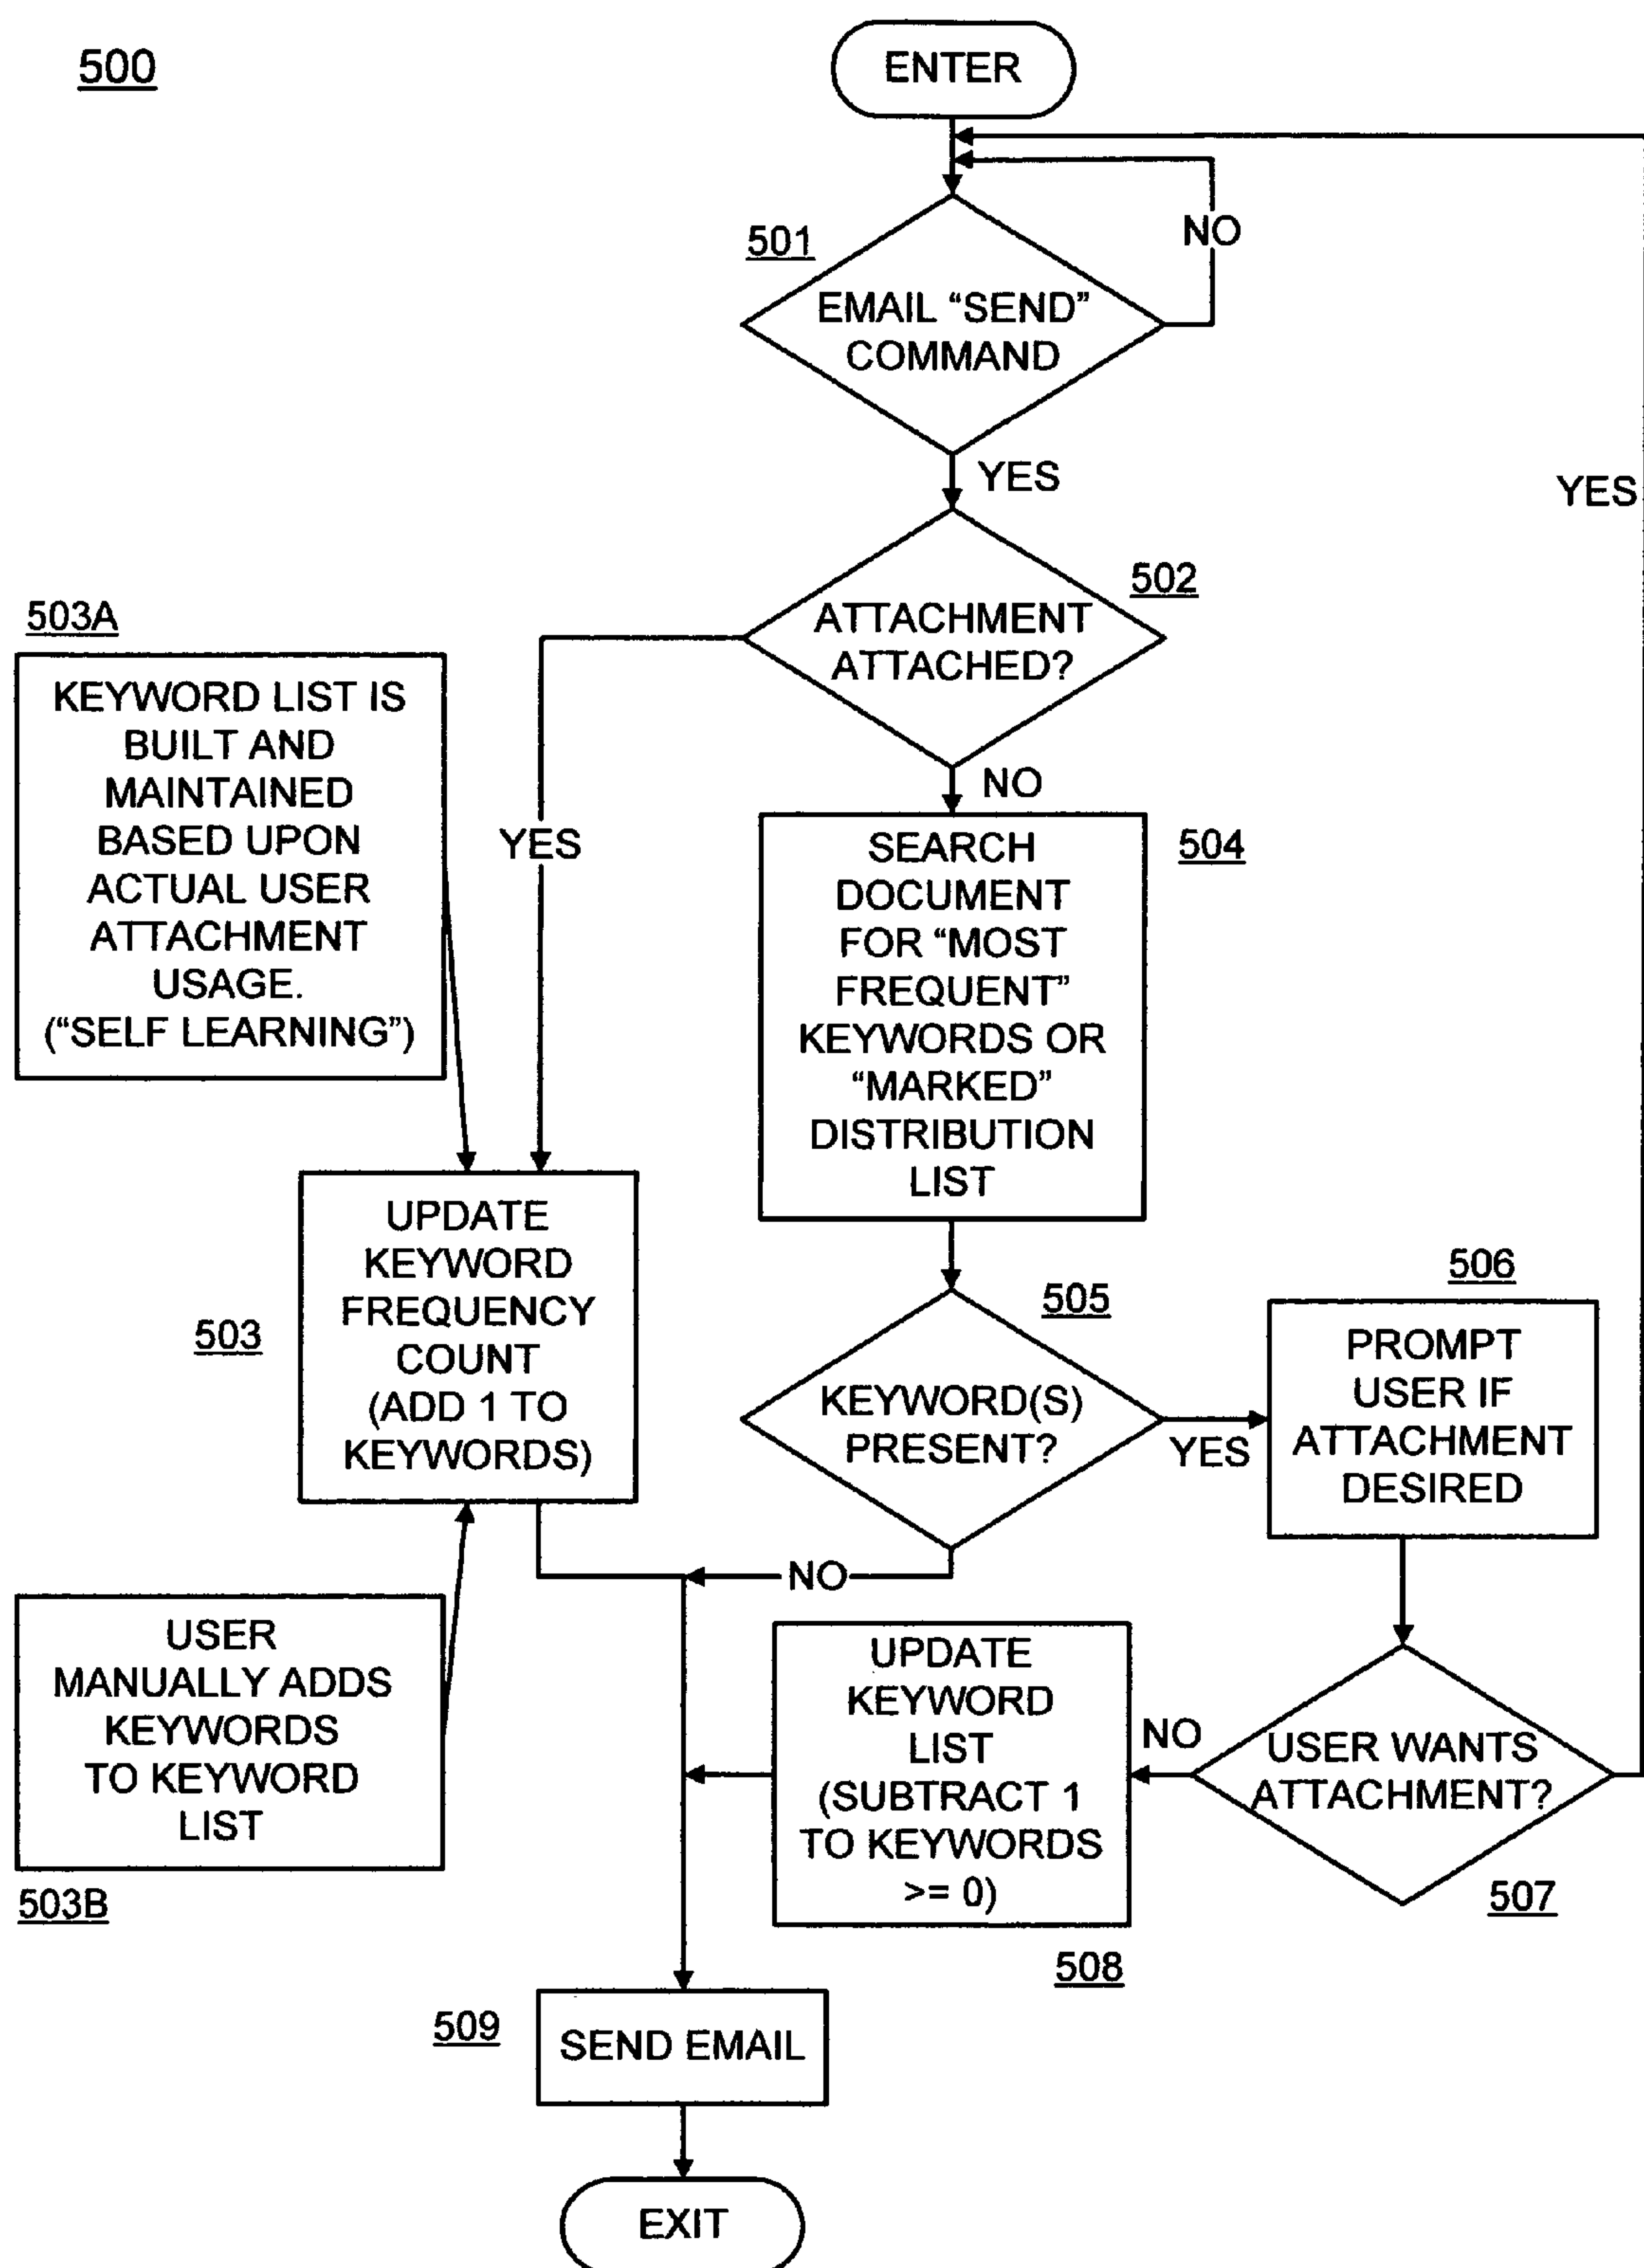 500
ENTER
NO
501
EMAIL “SEND”
COMMAND
YES
YES
502
ATTACHMENT
ATTACHED?
503A
KEYWORD LIST IS
BUILT AND
MAINTAINED
BASED UPON
ACTUAL USER
ATTACHMENT
USAGE.
(“SELF LEARNING”)
YES
NO
504
SEARCH
DOCUMENT
FOR “MOST
FREQUENT”
KEYWORDS OR
“MARKED”
DISTRIBUTION
LIST
503
UPDATE
KEYWORD
FREQUENCY
COUNT
(ADD 1 TO
KEYWORDS)
505
KEYWORD(S)
PRESENT?
YES
506
PROMPT
USER IF
ATTACHMENT
DESIRED
NO
USER
MANUALLY ADDS
KEYWORDS
TO KEYWORD
LIST
503B
UPDATE
KEYWORD
LIST
(SUBTRACT 1
TO KEYWORDS
>= 0)
508
NO
USER WANTS
ATTACHMENT?
507
509
SEND EMAIL
EXIT